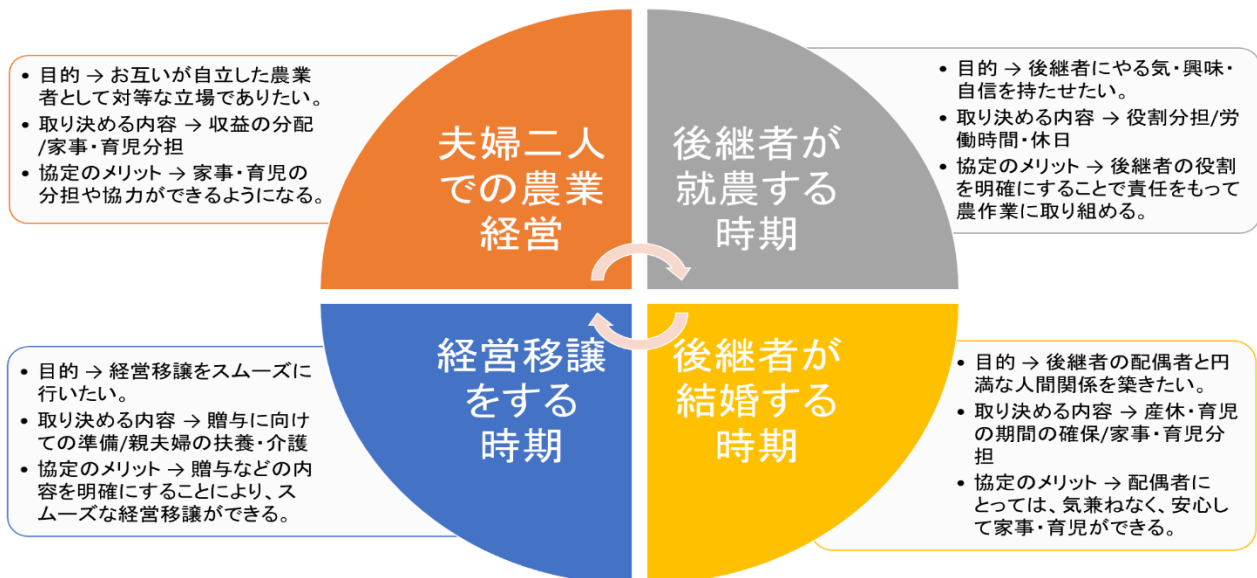 • 目的 → お互いが自立した農業
者として対等な立場でありたい。
• 取り決める内容 → 収益の分配
/家事・育児分担
• 協定のメリット → 家事・育児の
分担や協力ができるようになる。
夫婦二人
での農業
経営
後継者が
就農する
時期
• 目的 → 後継者にやる気・興味・
自信を持たせたい。
• 取り決める内容 → 役割分担/労
働時間・休日
• 協定のメリット → 後継者の役割
を明確にすることで責任をもって
農作業に取り組める。
• 目的 → 経営移譲をスムーズに
行いたい。
• 取り決める内容 → 贈与に向け
ての準備/親夫婦の扶養・介護
• 協定のメリット → 贈与などの内
容を明確にすることにより、ス
ムーズな経営移譲ができる。
経営移譲
をする
時期
後継者が
結婚する
時期
• 目的 → 後継者の配偶者と円
満な人間関係を築きたい。
• 取り決める内容 → 産休・育児
の期間の確保/家事・育児分
担
• 協定のメリット → 配偶者に
とっては、気兼ねなく、安心し
て家事・育児ができる。